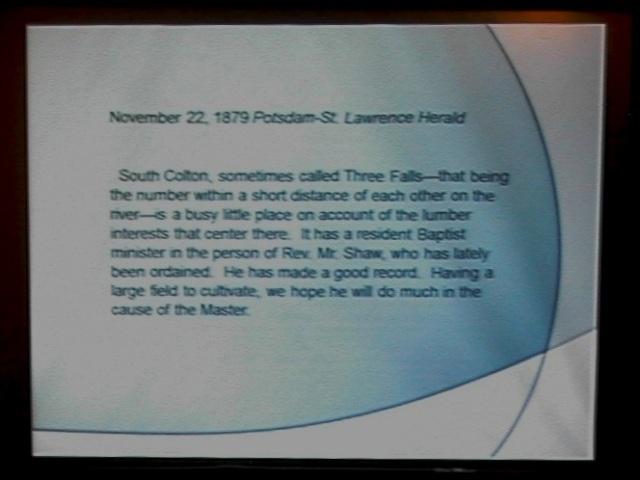 November 22, 1879 Potsdam-St. Lawrence Herald
South Colton, sometimes called Three Falls—that being
the number within a short distance of each other on the
river—is a busy little place on account of the lumber
interests that center there. It has a resident Baptist
minister in the person of Rev. Mr. Shaw, who has lately
been ordained. He has made a good record. Having a
large field to cultivate, we hope he will do much in the
cause of the Master.